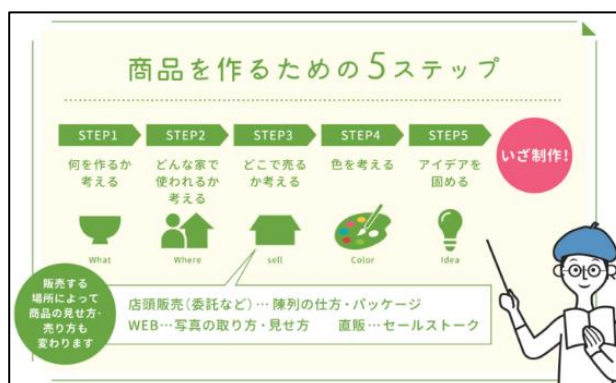 商品を作るための5ステップ
STEP1
STEP2
STEP3
STEP4
STEP5
いざ制作!
何を作るか
考える
どんな家で
使われるか
考える
どこで売る
か考える
色を考える
アイデアを
固める
What
Where
sell
Color
Idea
販売する
場所によって
商品の見せ方・
売り方も
変わります
店頭販売(委託など)…陳列の仕方・パッケージ
WEB…写真の取り方・見せ方 直販…セールストーク